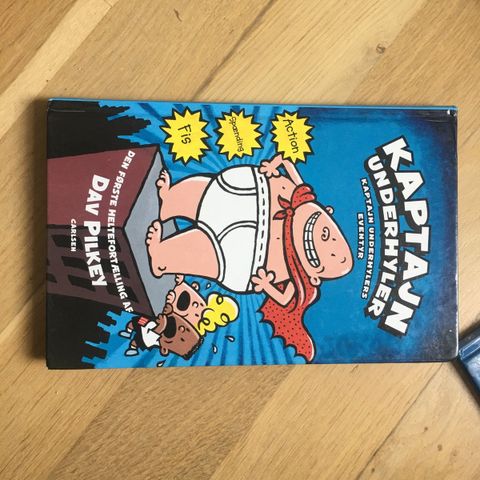 KAPTAJN
UNDERHYLER
KAPTAJN UNDERHYLERS
EVENTYR
Action
Spænding
Fis
DEN FØRSTE HELTEFORTÆLLING AF
DAV PILKEY
CARLSEN